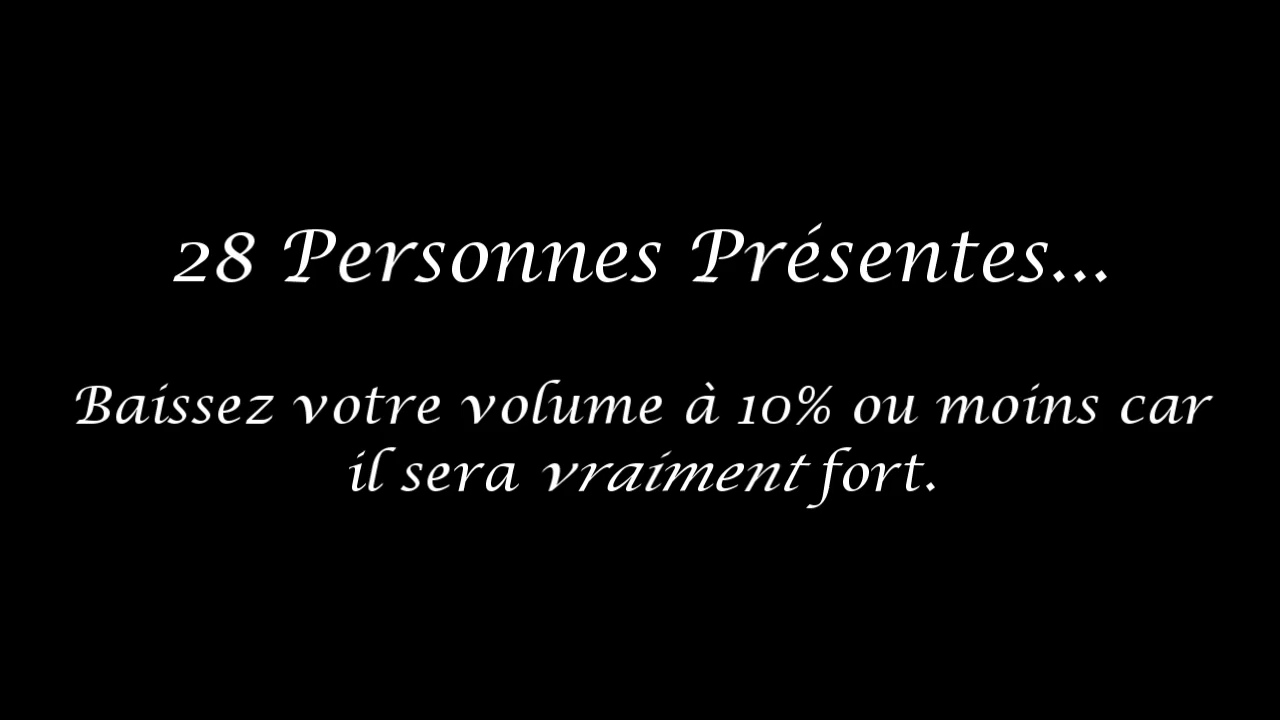 28 Personnes Présentes...
Baissez votre volume à 10% ou moins car
il sera vraiment fort.